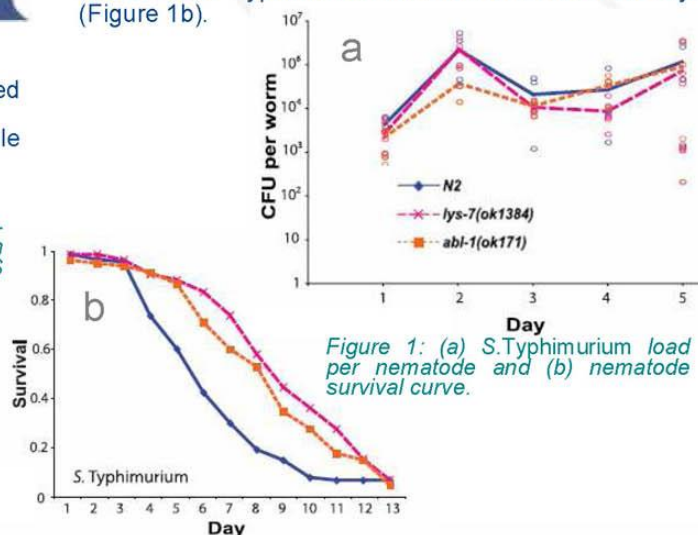 (Figure 1b).
ed
le
a
10⁷
10⁶
10⁴
10³
10²
10
1
CFU per worm
N2
lys-7(ok1384)
abl-1(ok171)
1 2 3 4 5
Day
Figure 1: (a) S.Typhimurium load
per nematode and (b) nematode
survival curve.
b
1
0.8
0.6
0.4
0.2
0
Survival
S. Typhimurium
1 2 3 4 5 6 7 8 9 10 11 12 13
Day